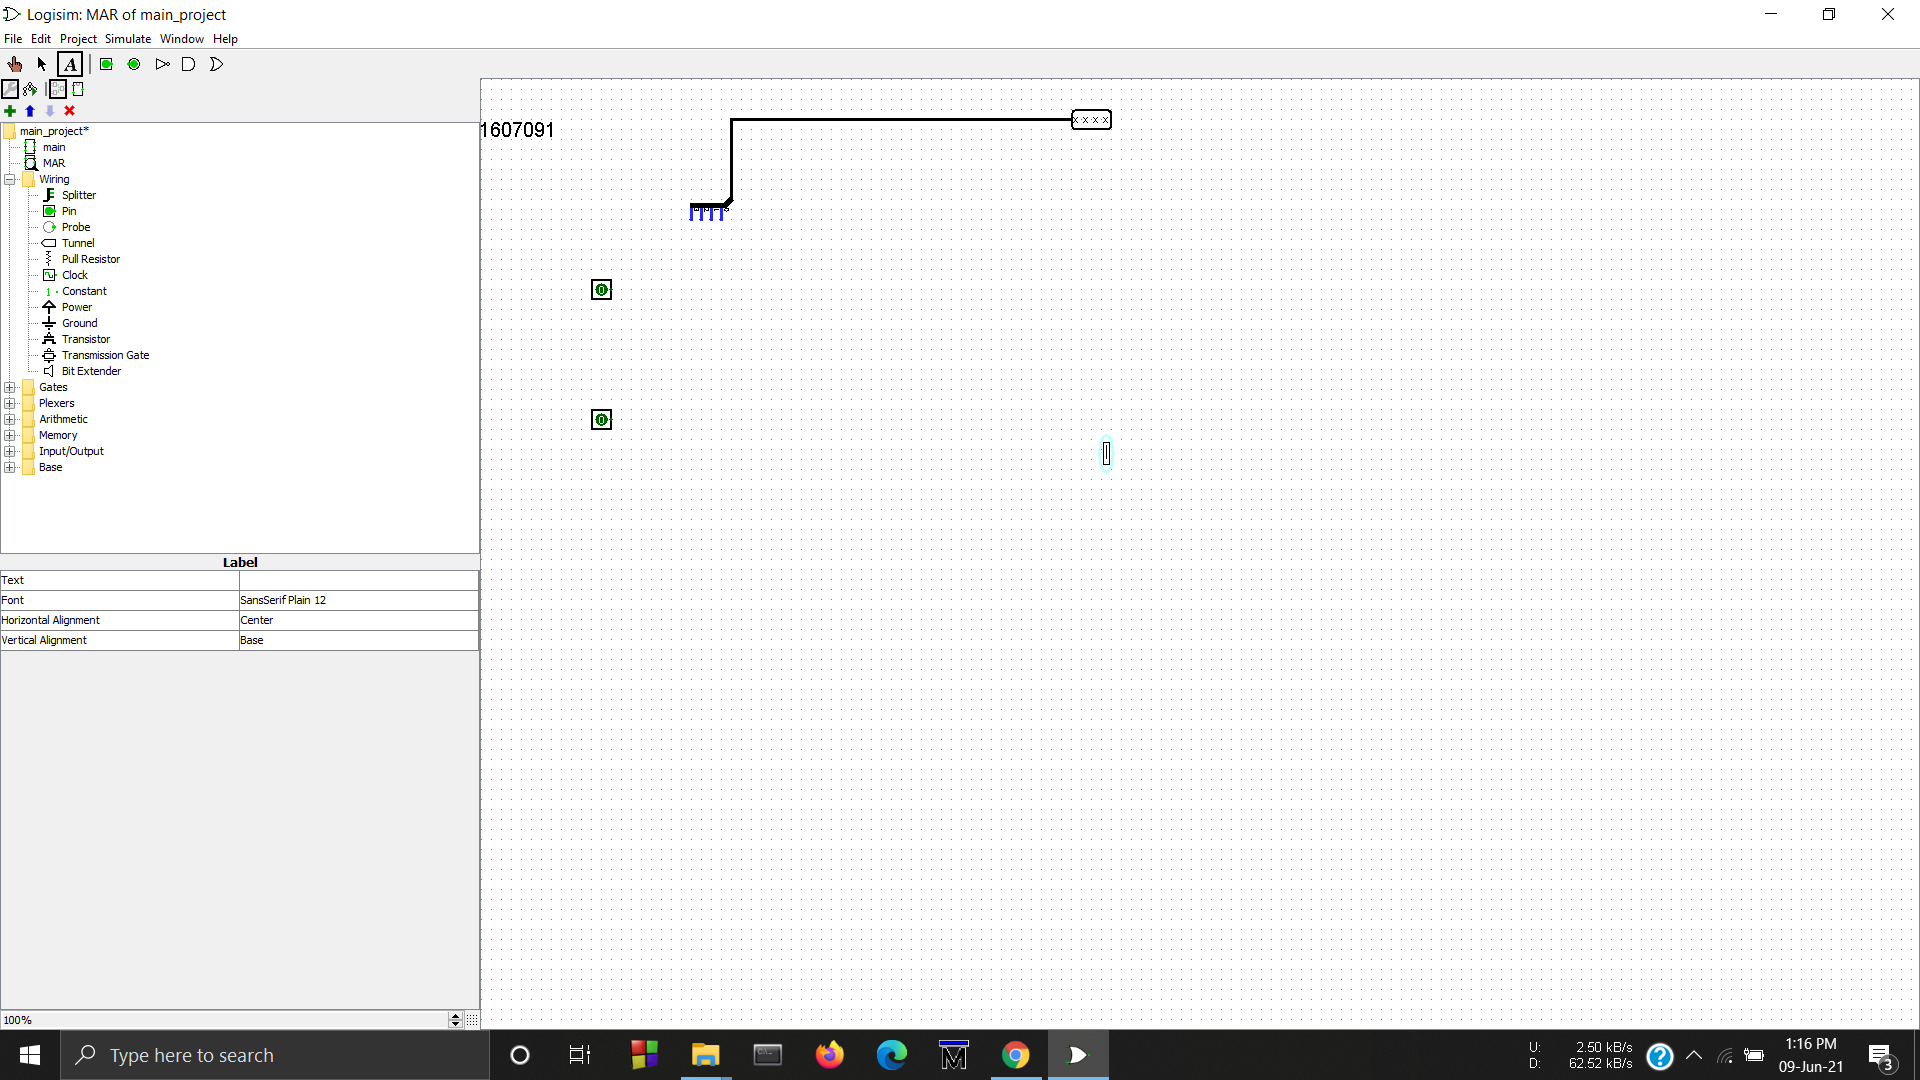 Logisim: MAR of main_project
File Edit Project Simulate Window Help
A
main_project*
main
MAR
Wiring
Splitter
Pin
Probe
Tunnel
Pull Resistor
Clock
1 Constant
Power
Ground
Transistor
Transmission Gate
Bit Extender
Gates
Plexers
Arithmetic
Memory
Input/Output
Base
Label
Text
Font SansSerif Plain 12
Horizontal Alignment Center
Vertical Alignment Base
100%
1607091
x x x x
0
0
Type here to search
U: 2.50 kB/s
D: 62.52 kB/s
1:16 PM
09-Jun-21
3